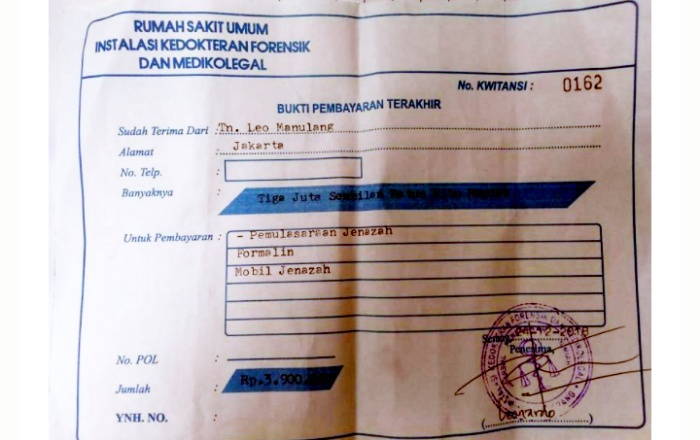 RUMAH SAKIT UMUM
INSTALASI KEDOKTERAN FORENSIK
DAN MEDIKOLEGAL
No. KWITANSI : 0162
BUKTI PEMBAYARAN TERAKHIR
Sudah Terima Dari : Tn. Leo Manulang
Alamat : Jakarta
No. Telp. :
Banyaknya : Tiga Juta Sembilan Ratus
Untuk Pembayaran : - Pemulasaraan Jenazah
Formalin
Mobil Jenazah
Penerima,
No. POL :
Jumlah : Rp.3.900.
YNH. NO. :
(Leonardo)